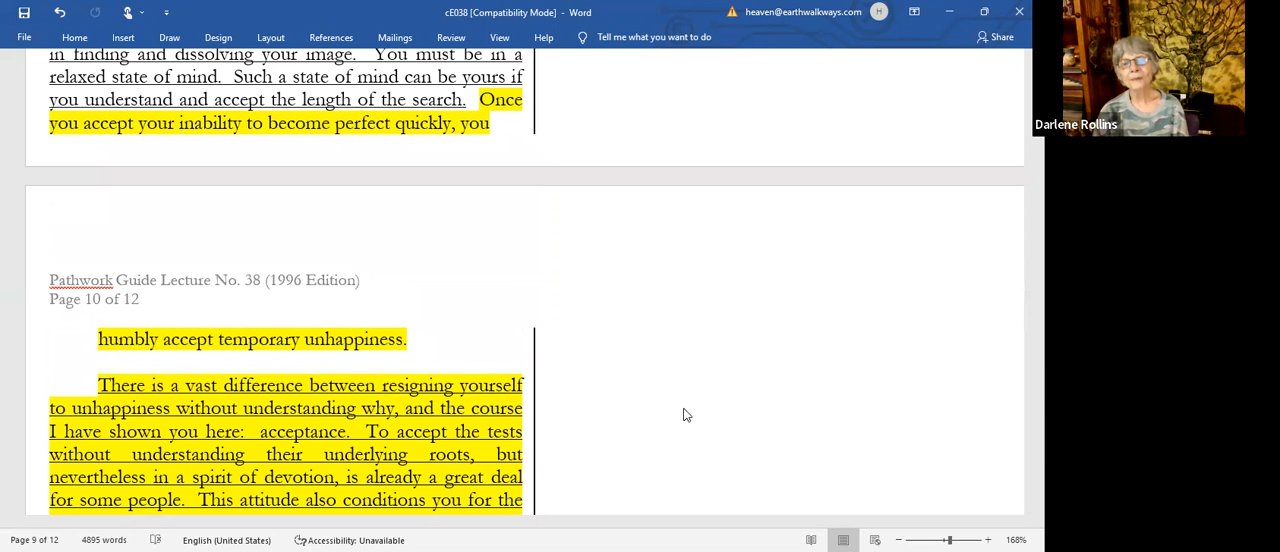 cE038 [Compatibility Mode] - Word
heaven@earthwalkways.com
H
File
Home
Insert
Draw
Design
Layout
References
Mailings
Review
View
Help
Tell me what you want to do
Share
in finding and dissolving your image. You must be in a
relaxed state of mind. Such a state of mind can be yours if
you understand and accept the length of the search. Once
you accept your inability to become perfect quickly, you
Pathwork Guide Lecture No. 38 (1996 Edition)
Page 10 of 12
humbly accept temporary unhappiness.
There is a vast difference between resigning yourself
to unhappiness without understanding why, and the course
I have shown you here: acceptance. To accept the tests
without understanding their underlying roots, but
nevertheless in a spirit of devotion, is already a great deal
for some people. This attitude also conditions you for the
Page 9 of 12
4895 words
English (United States)
Accessibility: Unavailable
168%
Darlene Rollins